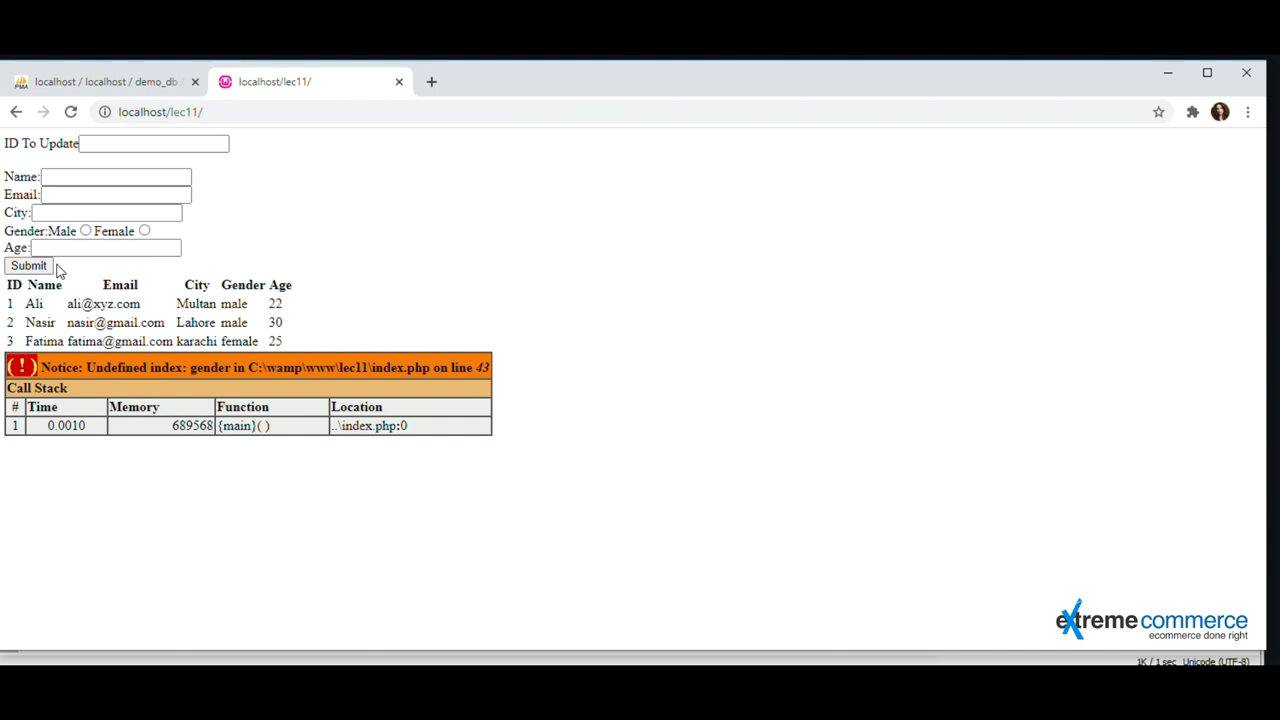 localhost / localhost / demo_db
localhost/lec11/
localhost/lec11/
ID To Update
Name:
Email:
City:
Gender:Male Female
Age:
Submit
ID Name Email City Gender Age
1 Ali ali@xyz.com Multan male 22
2 Nasir nasir@gmail.com Lahore male 30
3 Fatima fatima@gmail.com karachi female 25
( ! ) Notice: Undefined index: gender in C:\wamp\www\lec11\index.php on line 43
Call Stack
# Time Memory Function Location
1 0.0010 689568 {main}( ) ..\index.php:0
extreme commerce
ecommerce done right
1K / 1 sec Unicode (UTF-8)